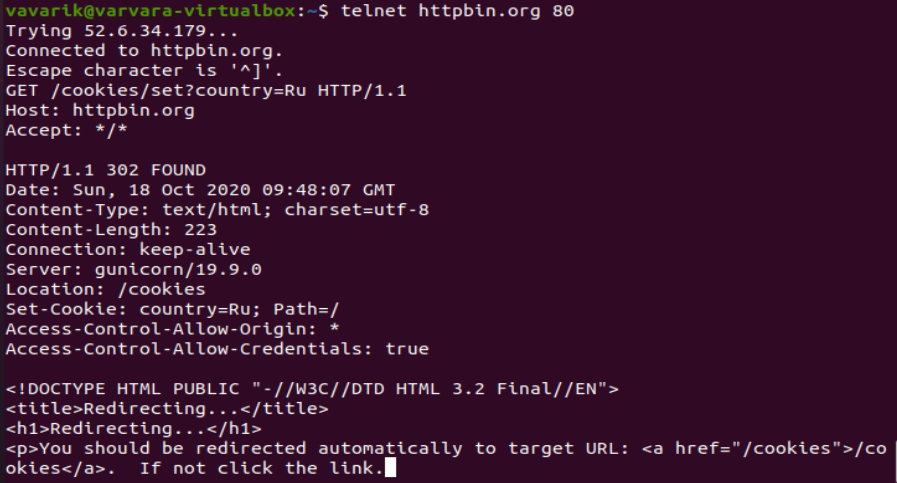 vavarik@varvara-virtualbox:~$ telnet httpbin.org 80
Trying 52.6.34.179...
Connected to httpbin.org.
Escape character is '^]'.
GET /cookies/set?country=Ru HTTP/1.1
Host: httpbin.org
Accept: */*

HTTP/1.1 302 FOUND
Date: Sun, 18 Oct 2020 09:48:07 GMT
Content-Type: text/html; charset=utf-8
Content-Length: 223
Connection: keep-alive
Server: gunicorn/19.9.0
Location: /cookies
Set-Cookie: country=Ru; Path=/
Access-Control-Allow-Origin: *
Access-Control-Allow-Credentials: true

<!DOCTYPE HTML PUBLIC "-//W3C//DTD HTML 3.2 Final//EN">
<title>Redirecting...</title>
<h1>Redirecting...</h1>
<p>You should be redirected automatically to target URL: <a href="/cookies">/co
okies</a>.  If not click the link.